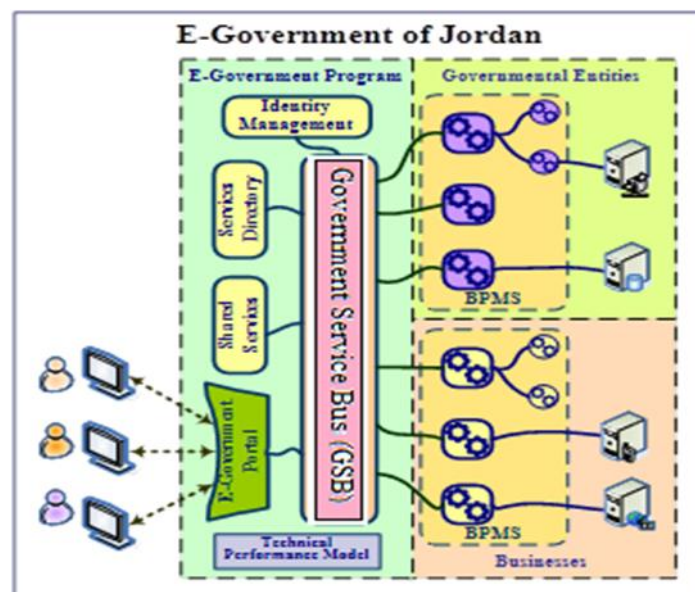 E-Government of Jordan
E-Government Program
Governmental Entities
Identity
Management
Services
Directory
Shared
Services
Government Service Bus (GSB)
E-Government
Portal
Technical
Performance Model
BPMS
BPMS
Businesses